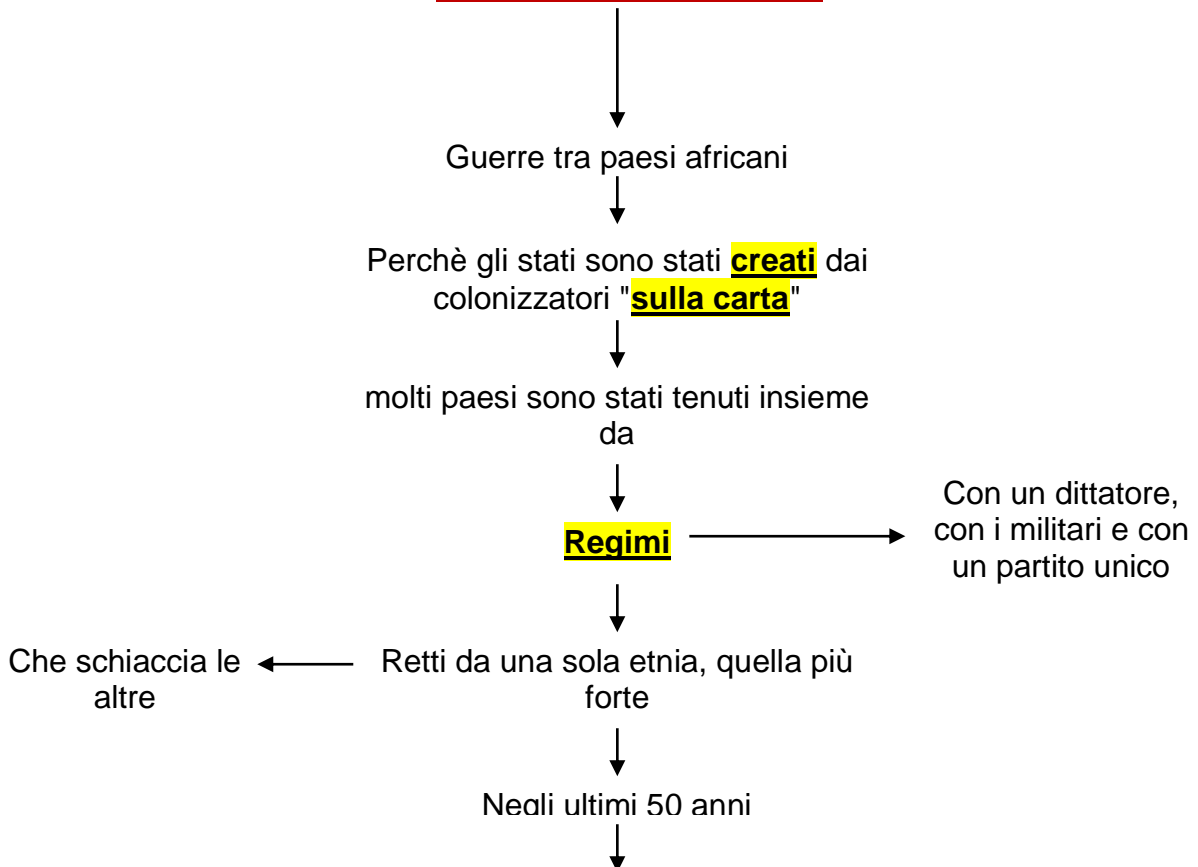 Guerre tra paesi africani
Perchè gli stati sono stati creati dai
colonizzatori "sulla carta"
molti paesi sono stati tenuti insieme
da
Regimi
Con un dittatore,
con i militari e con
un partito unico
Retti da una sola etnia, quella più
forte
Che schiaccia le
altre
Negli ultimi 50 anni